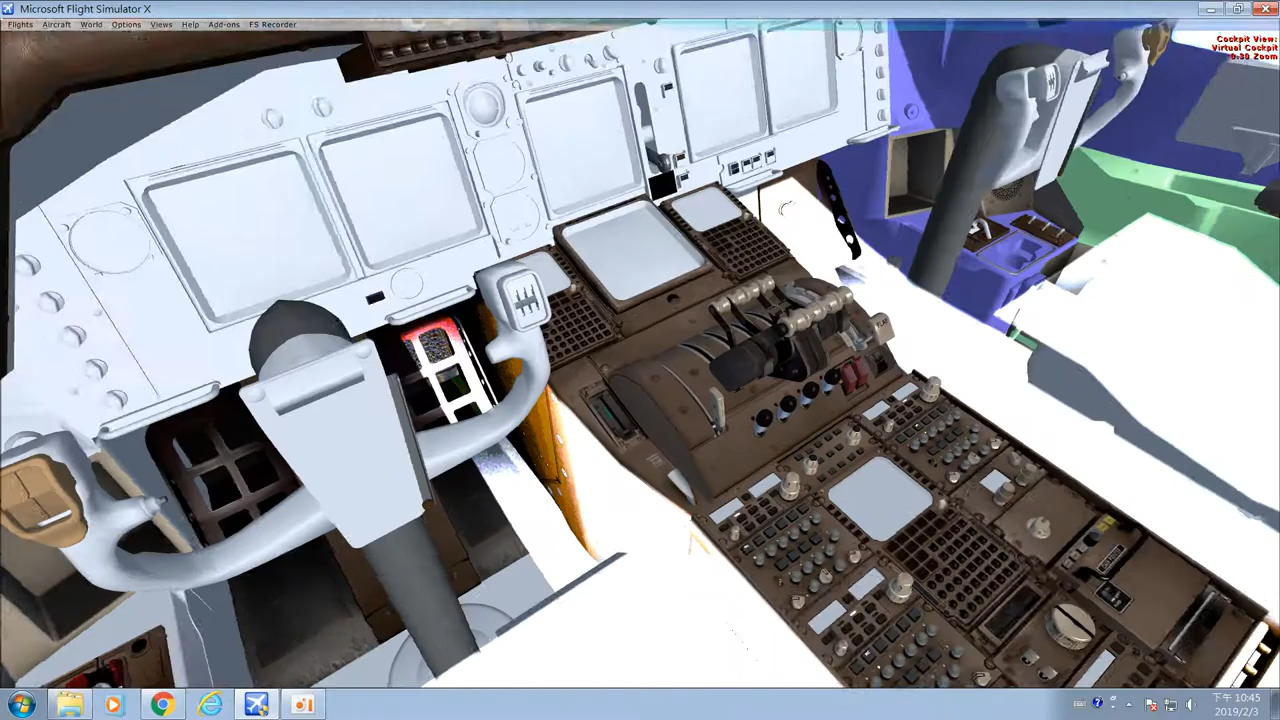 Microsoft Flight Simulator X
Flights Aircraft World Options Views Help Add-ons FS Recorder
Cockpit View:
Virtual Cockpit
0.30 Zoom
下午 10:45
2019/2/3